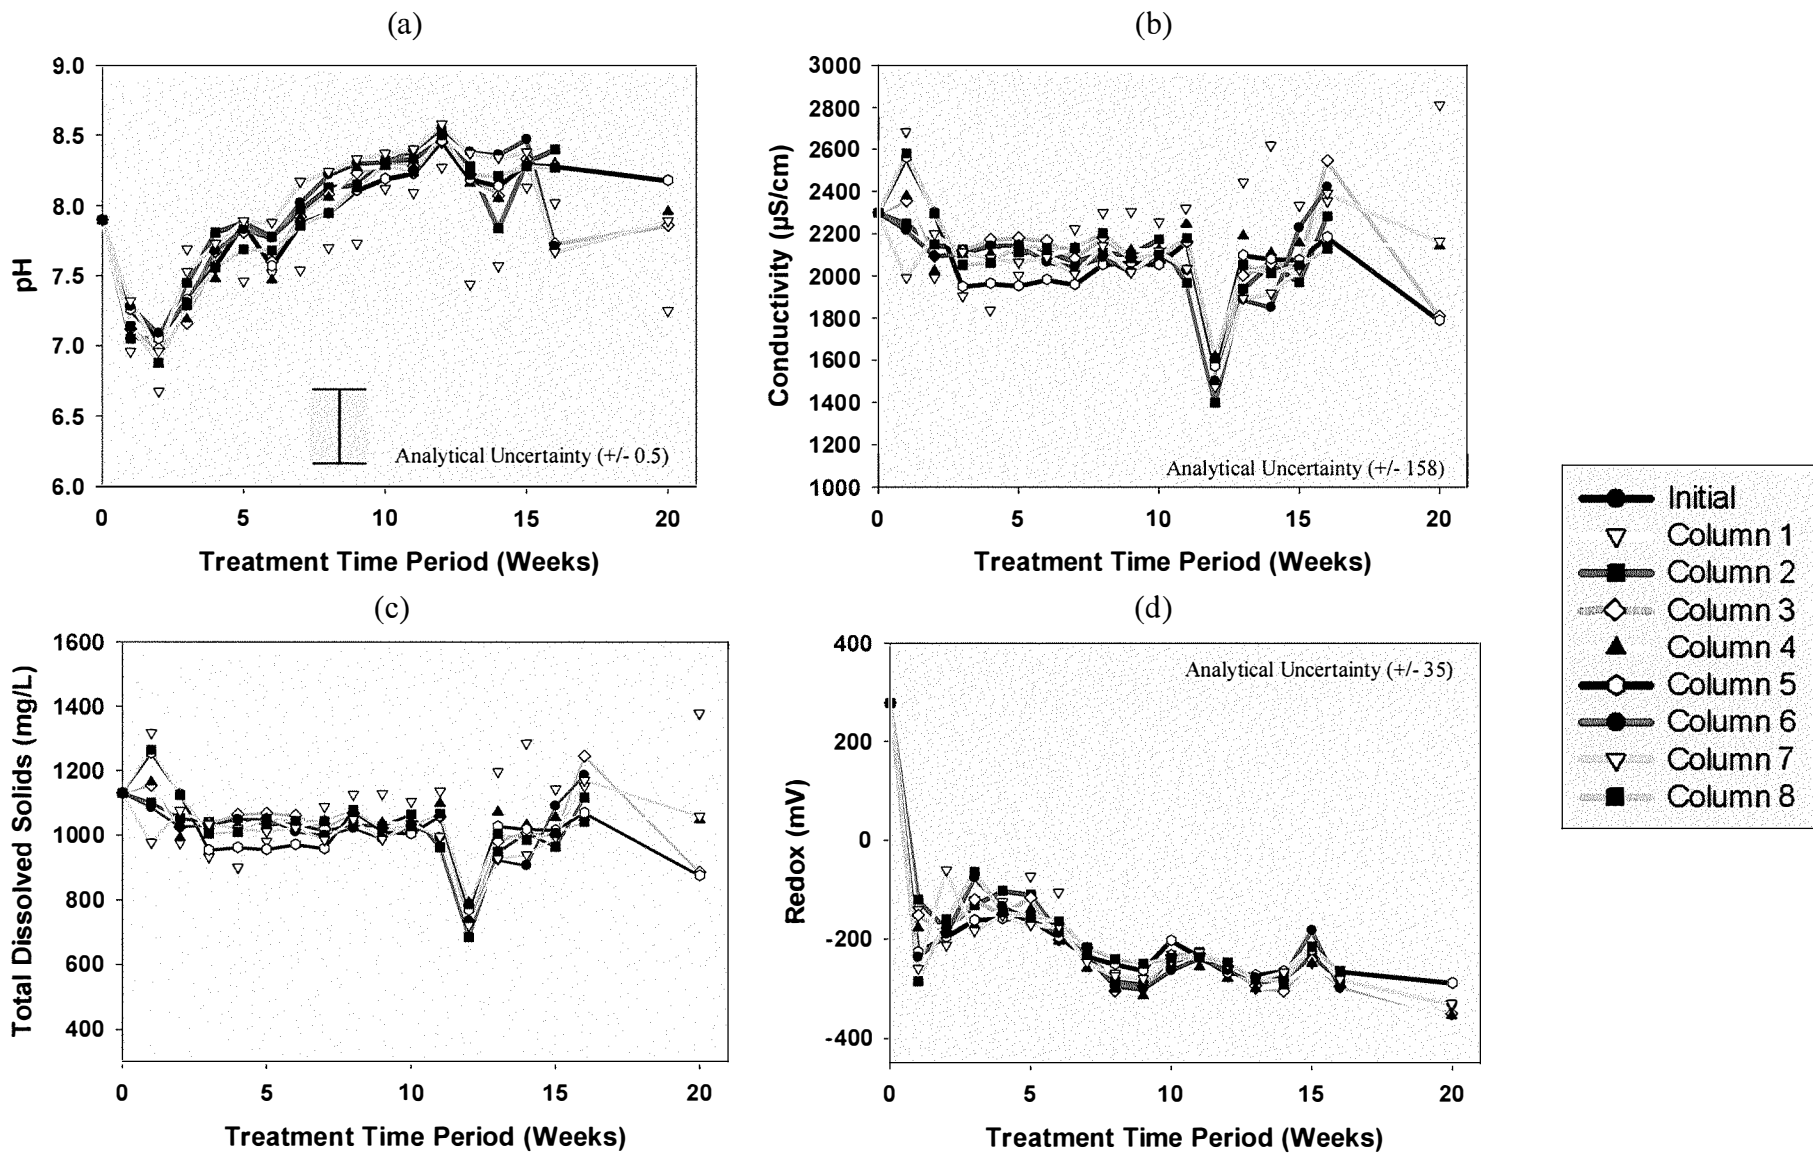 (a)
9.0
8.5
8.0
7.5
7.0
6.5
6.0
pH
Analytical Uncertainty (+/- 0.5)
0 5 10 15 20
Treatment Time Period (Weeks)
(b)
3000
2800
2600
2400
2200
2000
1800
1600
1400
1200
1000
Conductivity (µS/cm)
Analytical Uncertainty (+/- 158)
0 5 10 15 20
Treatment Time Period (Weeks)
(c)
1600
1400
1200
1000
800
600
400
Total Dissolved Solids (mg/L)
0 5 10 15 20
Treatment Time Period (Weeks)
(d)
400
200
0
-200
-400
Redox (mV)
Analytical Uncertainty (+/- 35)
0 5 10 15 20
Treatment Time Period (Weeks)
Initial
Column 1
Column 2
Column 3
Column 4
Column 5
Column 6
Column 7
Column 8